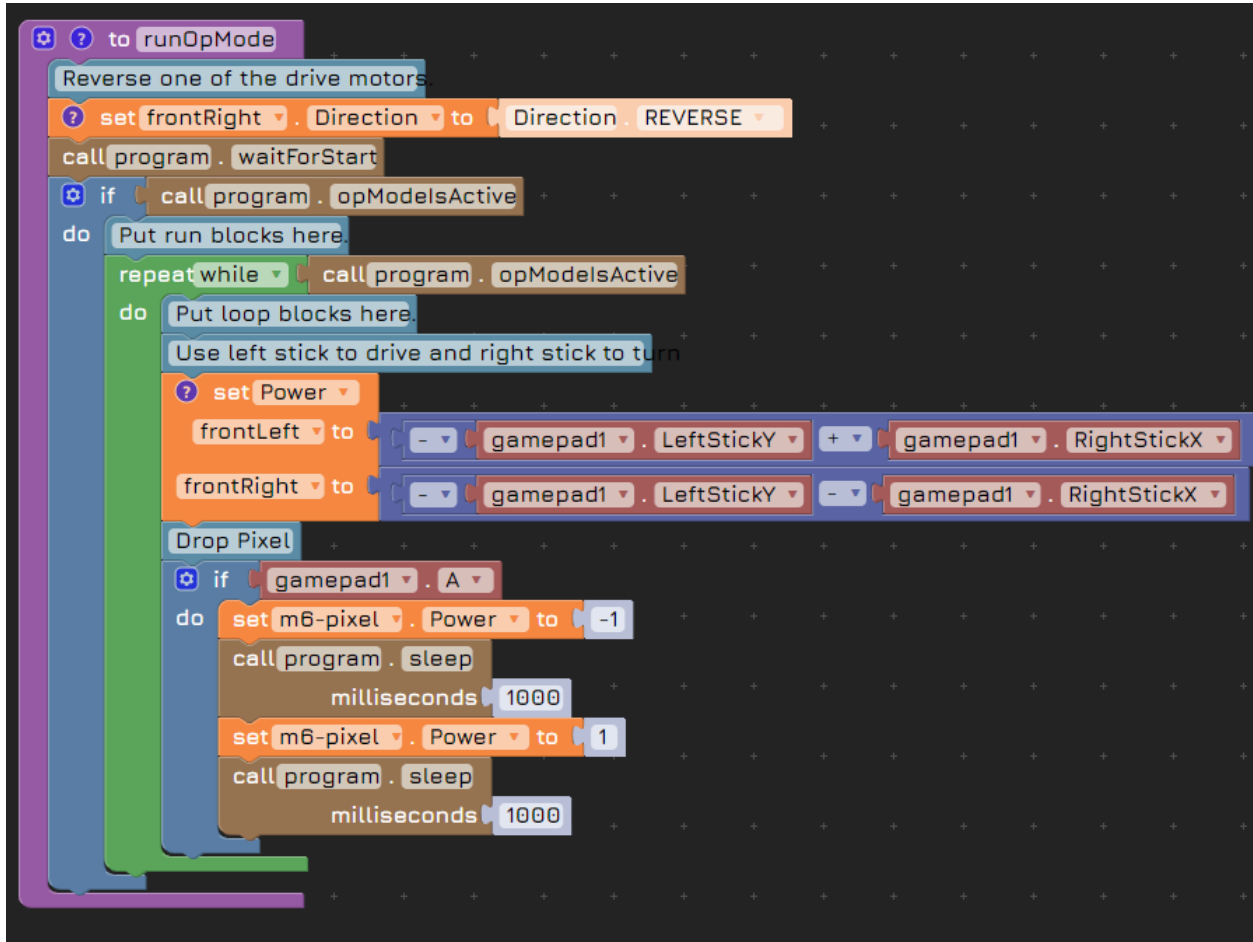 to runOpMode
Reverse one of the drive motors.
set frontRight . Direction to Direction . REVERSE
call program . waitForStart
if call program . opModeIsActive
do Put run blocks here.
repeat while call program . opModeIsActive
do Put loop blocks here.
Use left stick to drive and right stick to turn
? set Power
frontLeft to - gamepad1 . LeftStickY + gamepad1 . RightStickX
frontRight to - gamepad1 . LeftStickY - gamepad1 . RightStickX
Drop Pixel
if gamepad1 . A
do set m6-pixel . Power to -1
call program . sleep
milliseconds 1000
set m6-pixel . Power to 1
call program . sleep
milliseconds 1000